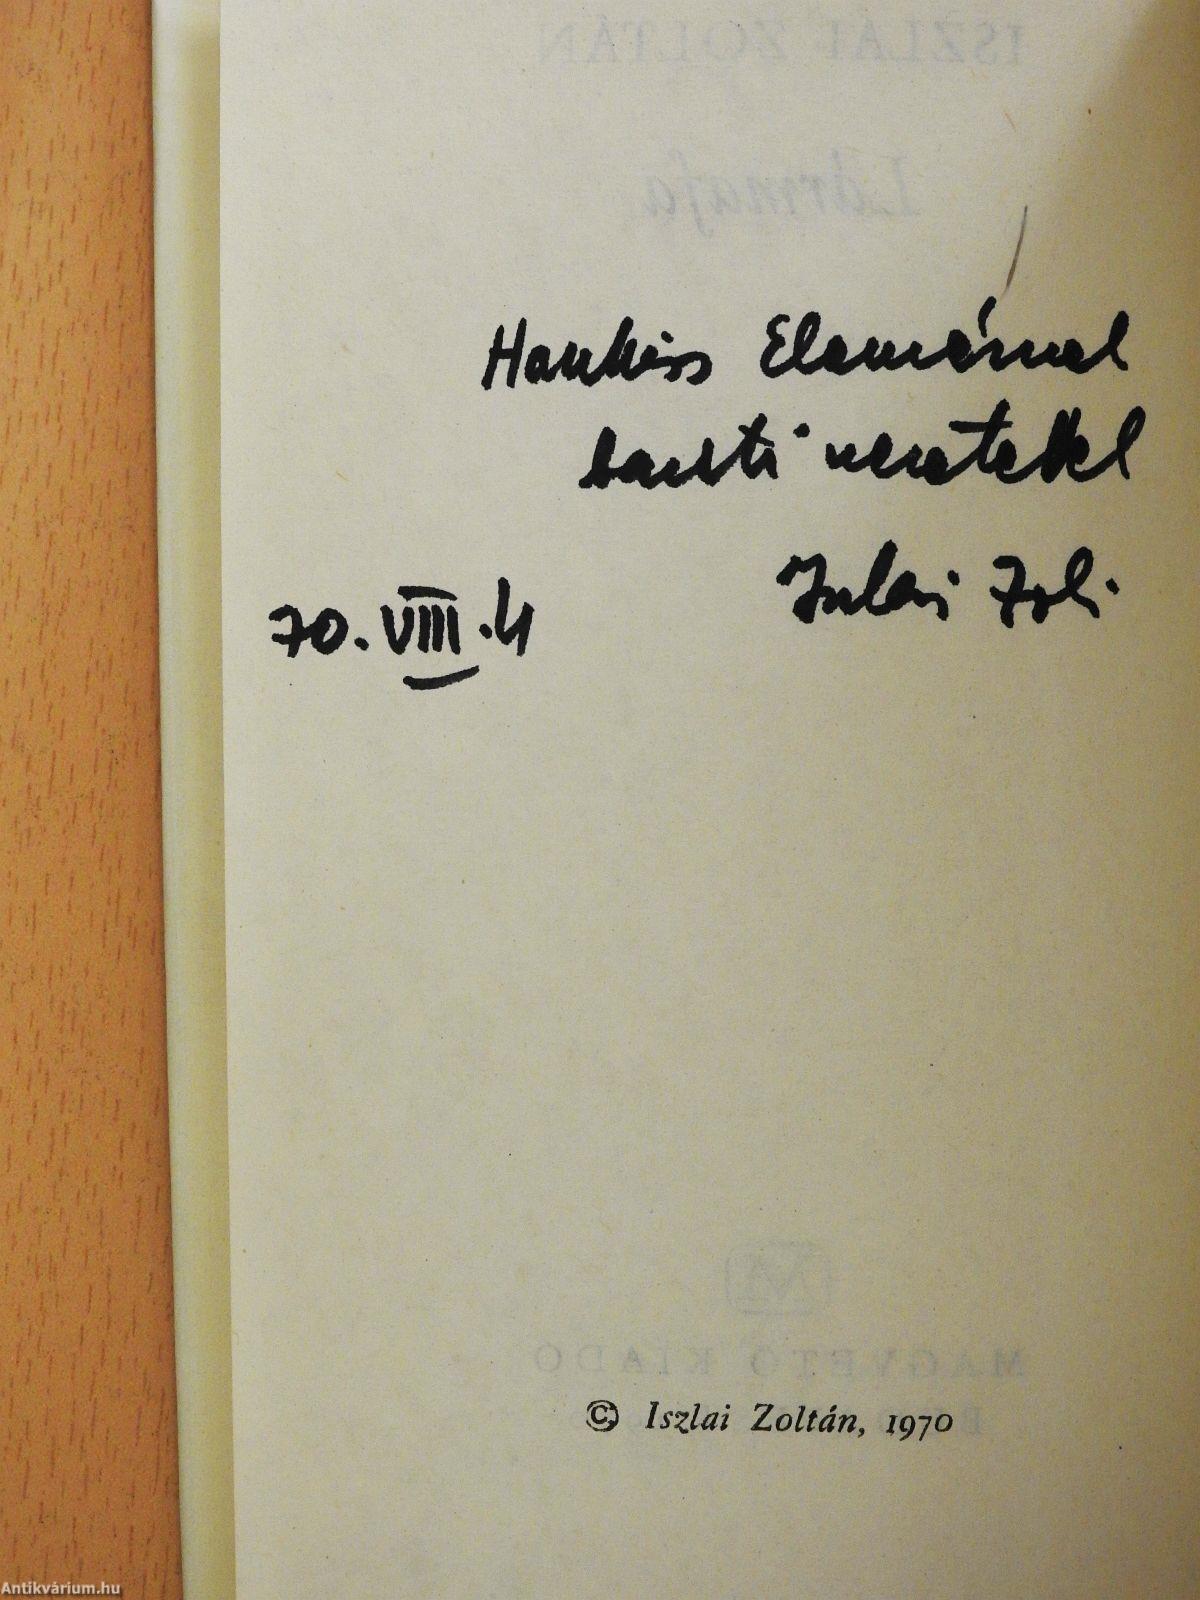 ISZLAI ZOLTÁN
Lármafa
Hankiss Elemérnek
baráti szeretettel
Iszlai Zoli
70. VIII. 4
MAGVETŐ KIADÓ
© Iszlai Zoltán, 1970
Antikvárium.hu